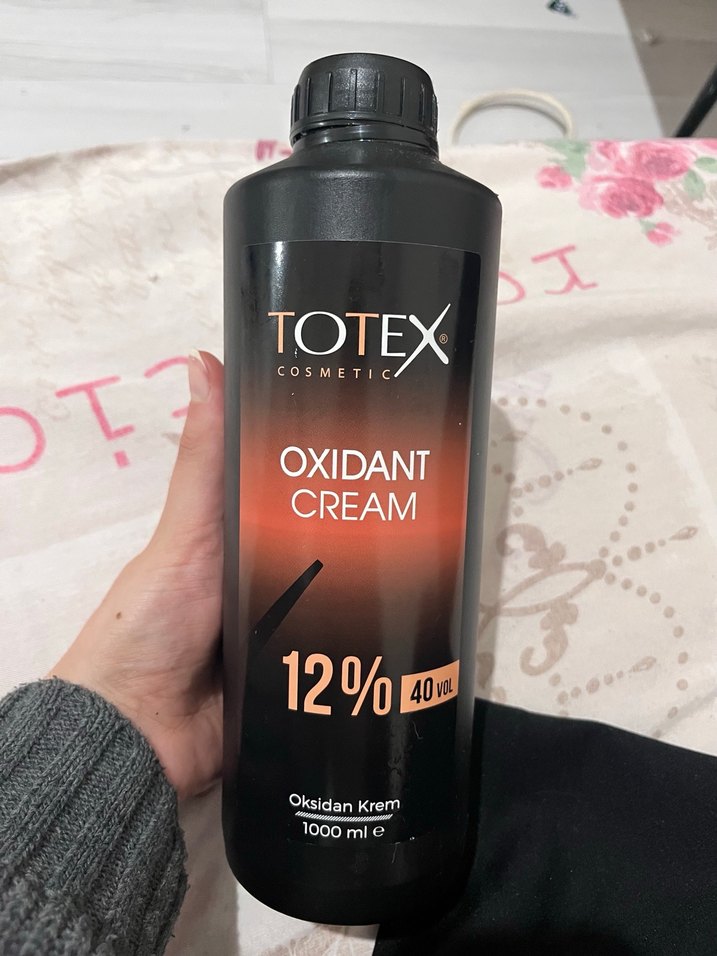 TOTEX®
COSMETIC
OXIDANT
CREAM
12% 40 VOL
Oksidan Krem
1000 ml ℮